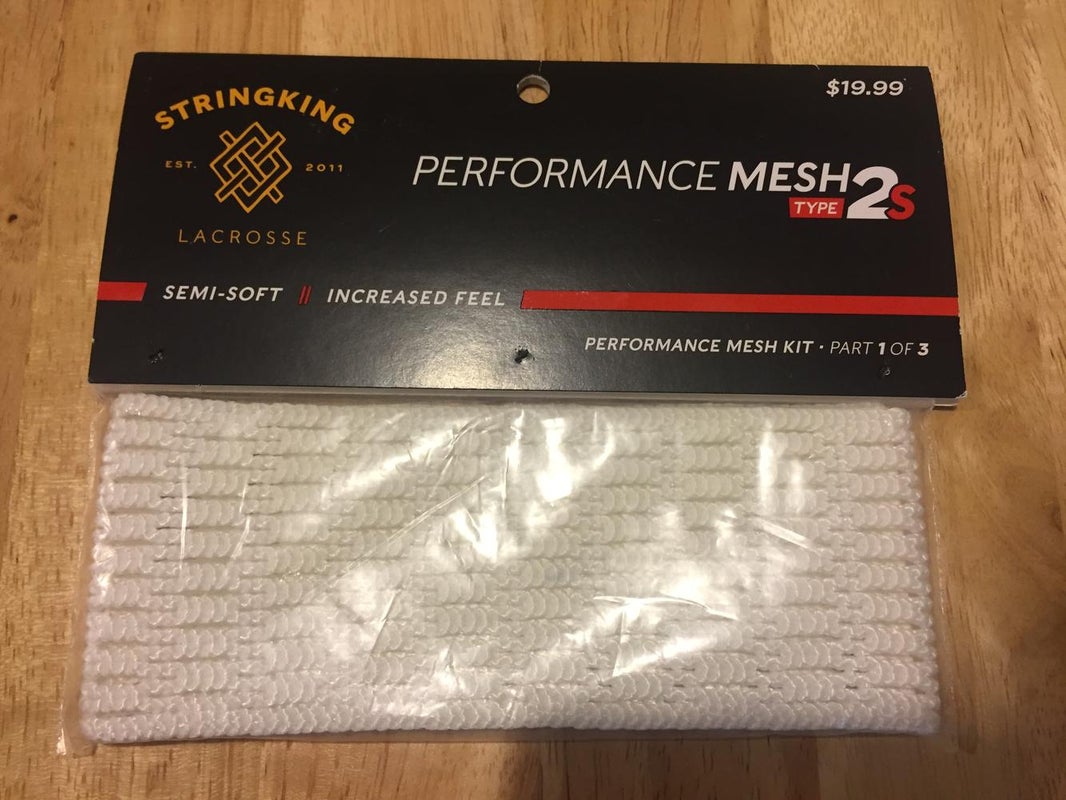 STRINGKING
EST. 2011
LACROSSE
$19.99
PERFORMANCE MESH
TYPE 2S
SEMI-SOFT // INCREASED FEEL
PERFORMANCE MESH KIT · PART 1 OF 3